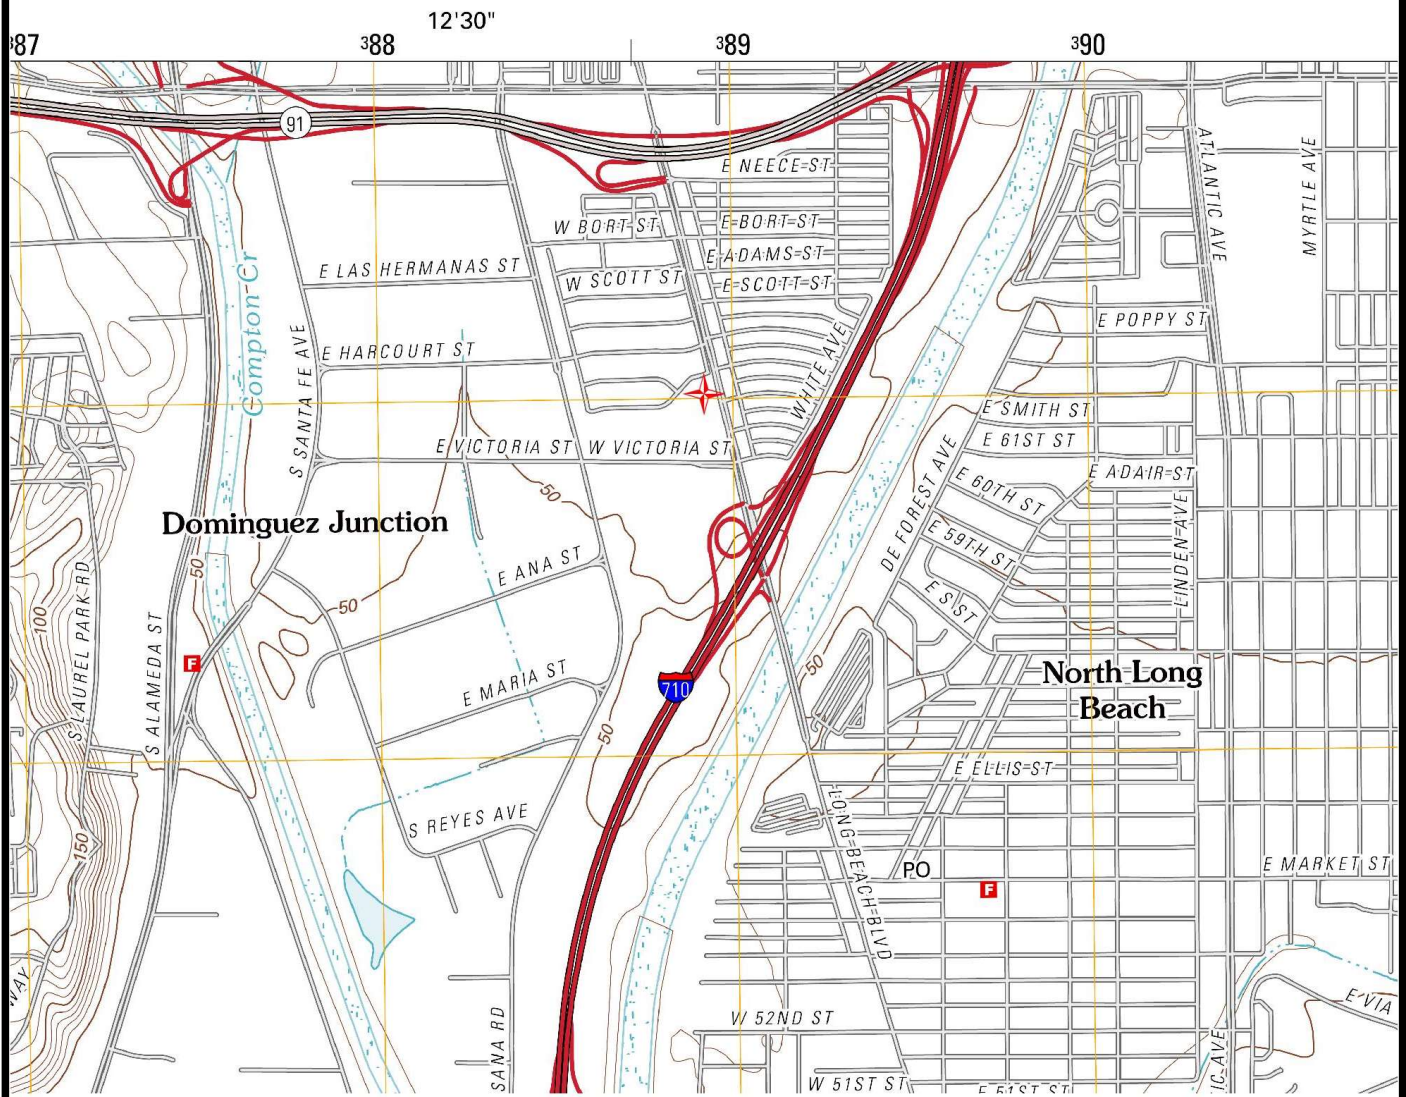 12'30"
387
388
389
390
91
E NEECE ST
ATLANTIC AVE
MYRTLE AVE
W BORT ST
E BORT ST
E ADAMS ST
E LAS HERMANAS ST
W SCOTT ST
E SCOTT ST
Compton Cr
E POPPY ST
S SANTA FE AVE
E HARCOURT ST
WHITE AVE
E SMITH ST
E VICTORIA ST
W VICTORIA ST
E 61ST ST
DE FOREST AVE
E 60TH ST
E ADAIR ST
50
Dominguez Junction
E 59TH ST
LINDEN AVE
50
E ANA ST
E S ST
100
S LAUREL PARK RD
S ALAMEDA ST
50
F
50
E MARIA ST
710
North Long
Beach
50
E ELLIS ST
S REYES AVE
LONG BEACH BLVD
150
PO
F
E MARKET ST
WAY
E VIA
W 52ND ST
SANA RD
IC AVE
W 51ST ST
E 51ST ST